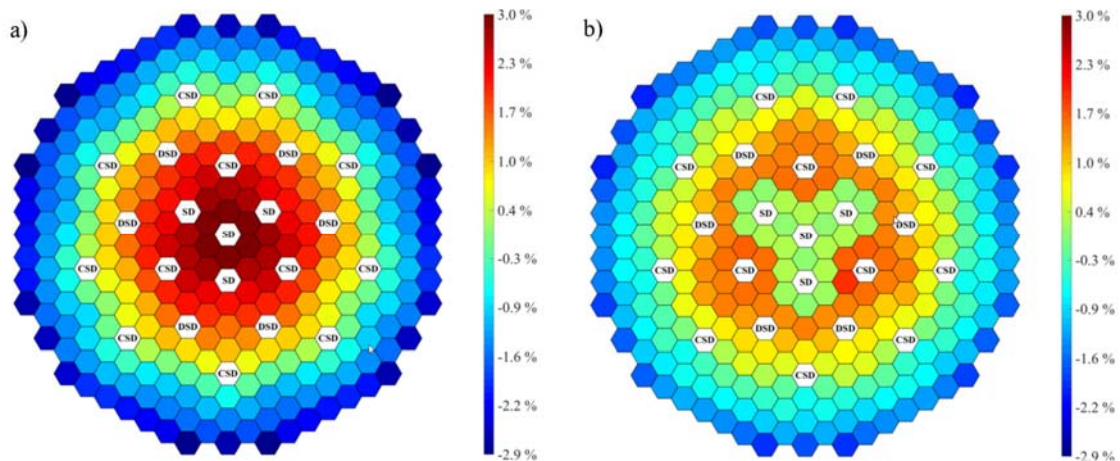 a)
CSD CSD
DSD DSD
CSD CSD CSD
SD SD
DSD DSD
SD
CSD CSD CSD CSD
SD
DSD DSD
CSD CSD
CSD
3.0 %
2.3 %
1.7 %
1.0 %
0.4 %
-0.3 %
-0.9 %
-1.6 %
-2.2 %
-2.9 %
b)
CSD CSD
DSD DSD
CSD CSD CSD
SD SD
DSD DSD
SD
CSD CSD CSD CSD
SD
DSD DSD
CSD CSD
CSD
3.0 %
2.3 %
1.7 %
1.0 %
0.4 %
-0.3 %
-0.9 %
-1.6 %
-2.2 %
-2.9 %